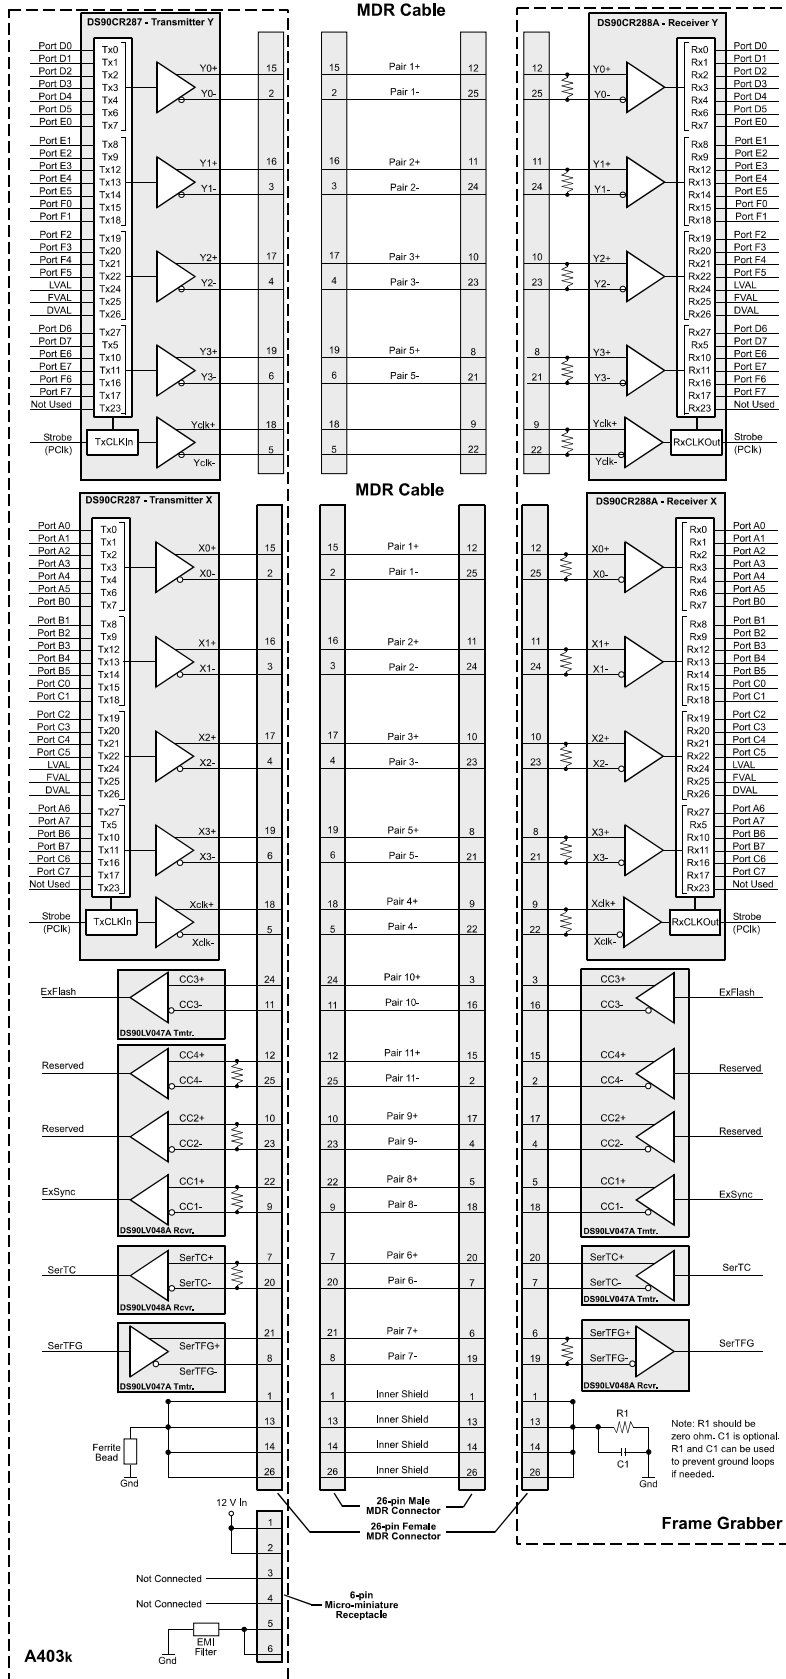 MDR Cable
DS90CR287 - Transmitter Y
Port D0
Port D1
Port D2
Port D3
Port D4
Port D5
Port E0
Tx0
Tx1
Tx2
Tx3
Tx4
Tx6
Tx7
Y0+
Y0-
15
2
Port E1
Port E2
Port E3
Port E4
Port E5
Port F0
Port F1
Tx8
Tx9
Tx12
Tx13
Tx14
Tx15
Tx18
Y1+
Y1-
16
3
Port F2
Port F3
Port F4
Port F5
LVAL
FVAL
DVAL
Tx19
Tx20
Tx21
Tx22
Tx24
Tx25
Tx26
Y2+
Y2-
17
4
Port D6
Port D7
Port E6
Port E7
Port F6
Port F7
Not Used
Tx27
Tx5
Tx10
Tx11
Tx16
Tx17
Tx23
Y3+
Y3-
19
6
Strobe
(PClk)
TxCLKIn
Yclk+
Yclk-
18
5
15 Pair 1+ 12
2 Pair 1- 25
16 Pair 2+ 11
3 Pair 2- 24
17 Pair 3+ 10
4 Pair 3- 23
19 Pair 5+ 8
6 Pair 5- 21
18 9
5 22
DS90CR288A - Receiver Y
12
25
Y0+
Y0-
Rx0
Rx1
Rx2
Rx3
Rx4
Rx6
Rx7
Port D0
Port D1
Port D2
Port D3
Port D4
Port D5
Port E0
11
24
Y1+
Y1-
Rx8
Rx9
Rx12
Rx13
Rx14
Rx15
Rx18
Port E1
Port E2
Port E3
Port E4
Port E5
Port F0
Port F1
10
23
Y2+
Y2-
Rx19
Rx20
Rx21
Rx22
Rx24
Rx25
Rx26
Port F2
Port F3
Port F4
Port F5
LVAL
FVAL
DVAL
8
21
Y3+
Y3-
Rx27
Rx5
Rx10
Rx11
Rx16
Rx17
Rx23
Port D6
Port D7
Port E6
Port E7
Port F6
Port F7
Not Used
9
22
Yclk+
Yclk-
RxCLKOut
Strobe
(PClk)
MDR Cable
DS90CR287 - Transmitter X
Port A0
Port A1
Port A2
Port A3
Port A4
Port A5
Port B0
Tx0
Tx1
Tx2
Tx3
Tx4
Tx6
Tx7
X0+
X0-
15
2
Port B1
Port B2
Port B3
Port B4
Port B5
Port C0
Port C1
Tx8
Tx9
Tx12
Tx13
Tx14
Tx15
Tx18
X1+
X1-
16
3
Port C2
Port C3
Port C4
Port C5
LVAL
FVAL
DVAL
Tx19
Tx20
Tx21
Tx22
Tx24
Tx25
Tx26
X2+
X2-
17
4
Port A6
Port A7
Port B6
Port B7
Port C6
Port C7
Not Used
Tx27
Tx5
Tx10
Tx11
Tx16
Tx17
Tx23
X3+
X3-
19
6
Strobe
(PClk)
TxCLKIn
Xclk+
Xclk-
18
5
15 Pair 1+ 12
2 Pair 1- 25
16 Pair 2+ 11
3 Pair 2- 24
17 Pair 3+ 10
4 Pair 3- 23
19 Pair 5+ 8
6 Pair 5- 21
18 Pair 4+ 9
5 Pair 4- 22
DS90CR288A - Receiver X
12
25
X0+
X0-
Rx0
Rx1
Rx2
Rx3
Rx4
Rx6
Rx7
Port A0
Port A1
Port A2
Port A3
Port A4
Port A5
Port B0
11
24
X1+
X1-
Rx8
Rx9
Rx12
Rx13
Rx14
Rx15
Rx18
Port B1
Port B2
Port B3
Port B4
Port B5
Port C0
Port C1
10
23
X2+
X2-
Rx19
Rx20
Rx21
Rx22
Rx24
Rx25
Rx26
Port C2
Port C3
Port C4
Port C5
LVAL
FVAL
DVAL
8
21
X3+
X3-
Rx27
Rx5
Rx10
Rx11
Rx16
Rx17
Rx23
Port A6
Port A7
Port B6
Port B7
Port C6
Port C7
Not Used
9
22
Xclk+
Xclk-
RxCLKOut
Strobe
(PClk)
ExFlash
CC3+ 24
CC3- 11
DS90LV047A Tmtr.
24 Pair 10+ 3
11 Pair 10- 16
3 CC3+
16 CC3-
ExFlash
Reserved
CC4+ 12
CC4- 25
12 Pair 11+ 15
25 Pair 11- 2
15 CC4+
2 CC4-
Reserved
Reserved
CC2+ 10
CC2- 23
10 Pair 9+ 17
23 Pair 9- 4
17 CC2+
4 CC2-
Reserved
ExSync
CC1+ 22
CC1- 9
DS90LV048A Rcvr.
22 Pair 8+ 5
9 Pair 8- 18
5 CC1+
18 CC1-
DS90LV047A Tmtr.
ExSync
SerTC
SerTC+ 7
SerTC- 20
DS90LV048A Rcvr.
7 Pair 6+ 20
20 Pair 6- 7
20 SerTC+
7 SerTC-
DS90LV047A Tmtr.
SerTC
SerTFG
SerTFG+ 21
SerTFG- 8
DS90LV047A Tmtr.
21 Pair 7+ 6
8 Pair 7- 19
6 SerTFG+
19 SerTFG-
DS90LV048A Rcvr.
SerTFG
1 1 Inner Shield 1 1
13 13 Inner Shield 13 13
14 14 Inner Shield 14 14
26 26 Inner Shield 26 26
Ferrite
Bead
Gnd
R1
C1
Gnd
Note: R1 should be
zero ohm. C1 is optional.
R1 and C1 can be used
to prevent ground loops
if needed.
26-pin Male
MDR Connector
26-pin Female
MDR Connector
Frame Grabber
12 V In
1
2
Not Connected 3
Not Connected 4
5
6
EMI
Filter
Gnd
6-pin
Micro-miniature
Receptacle
A403k